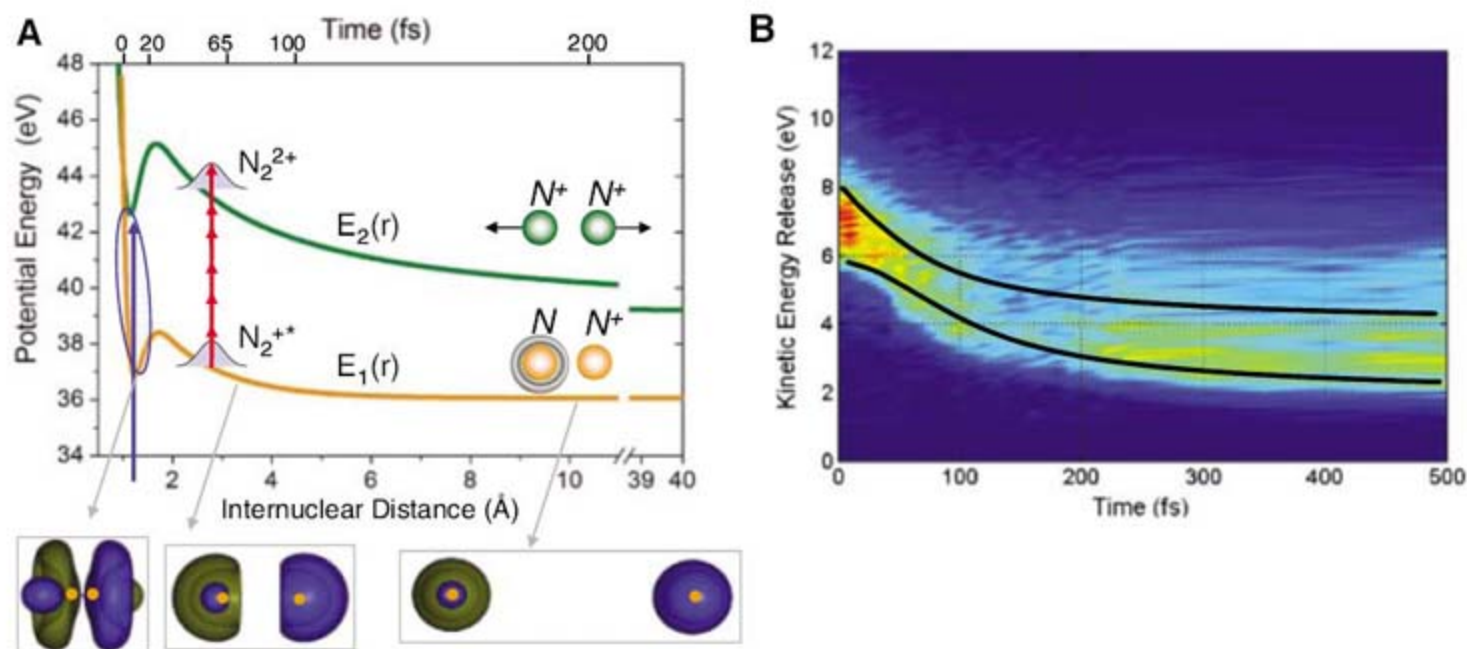 A
Time (fs)
0 20 65 100 200
48
46
44
42
40
38
36
34
Potential Energy (eV)
N₂²⁺
E₂(r)
N⁺ N⁺
N₂⁺*
E₁(r)
N N⁺
2 4 6 8 10 39 40
Internuclear Distance (Å)
B
12
10
8
6
4
2
0
Kinetic Energy Release (eV)
0 100 200 300 400 500
Time (fs)